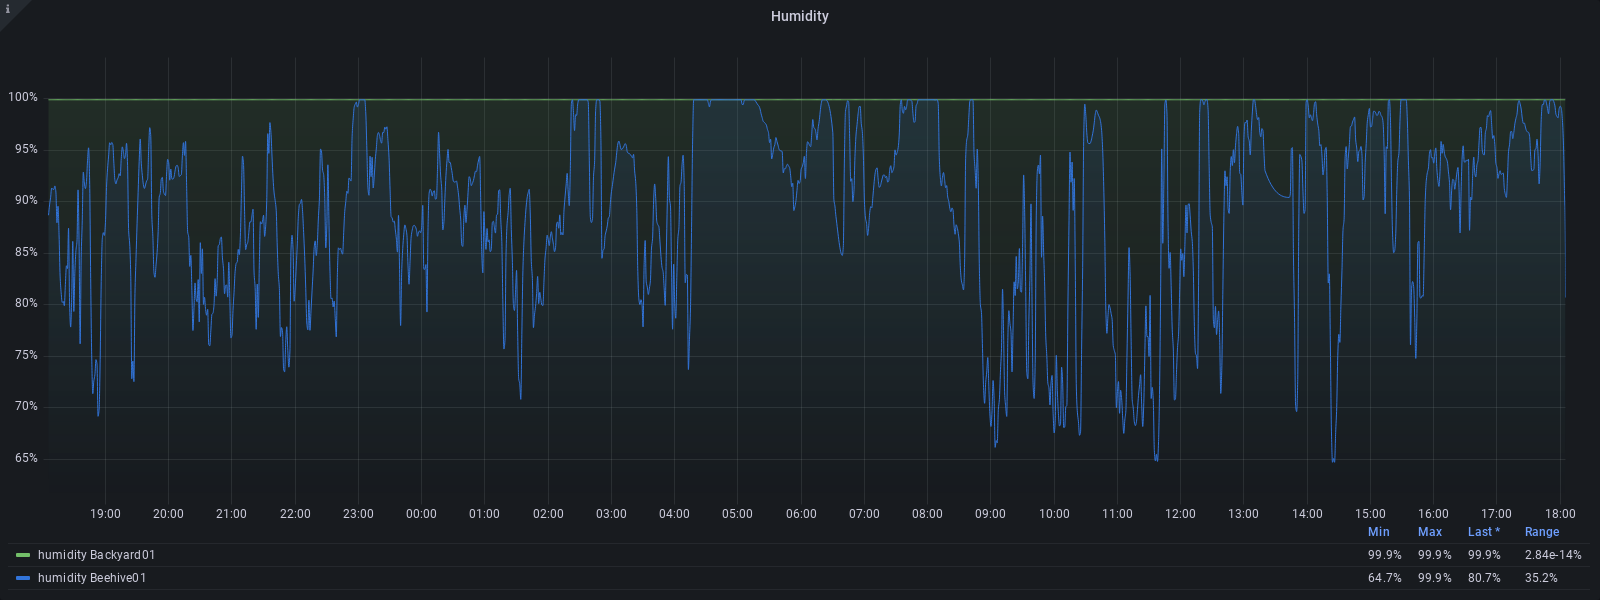 i
Humidity
100%
95%
90%
85%
80%
75%
70%
65%
19:00 20:00 21:00 22:00 23:00 00:00 01:00 02:00 03:00 04:00 05:00 06:00 07:00 08:00 09:00 10:00 11:00 12:00 13:00 14:00 15:00 16:00 17:00 18:00
Min Max Last * Range
humidity Backyard01 99.9% 99.9% 99.9% 2.84e-14%
humidity Beehive01 64.7% 99.9% 80.7% 35.2%